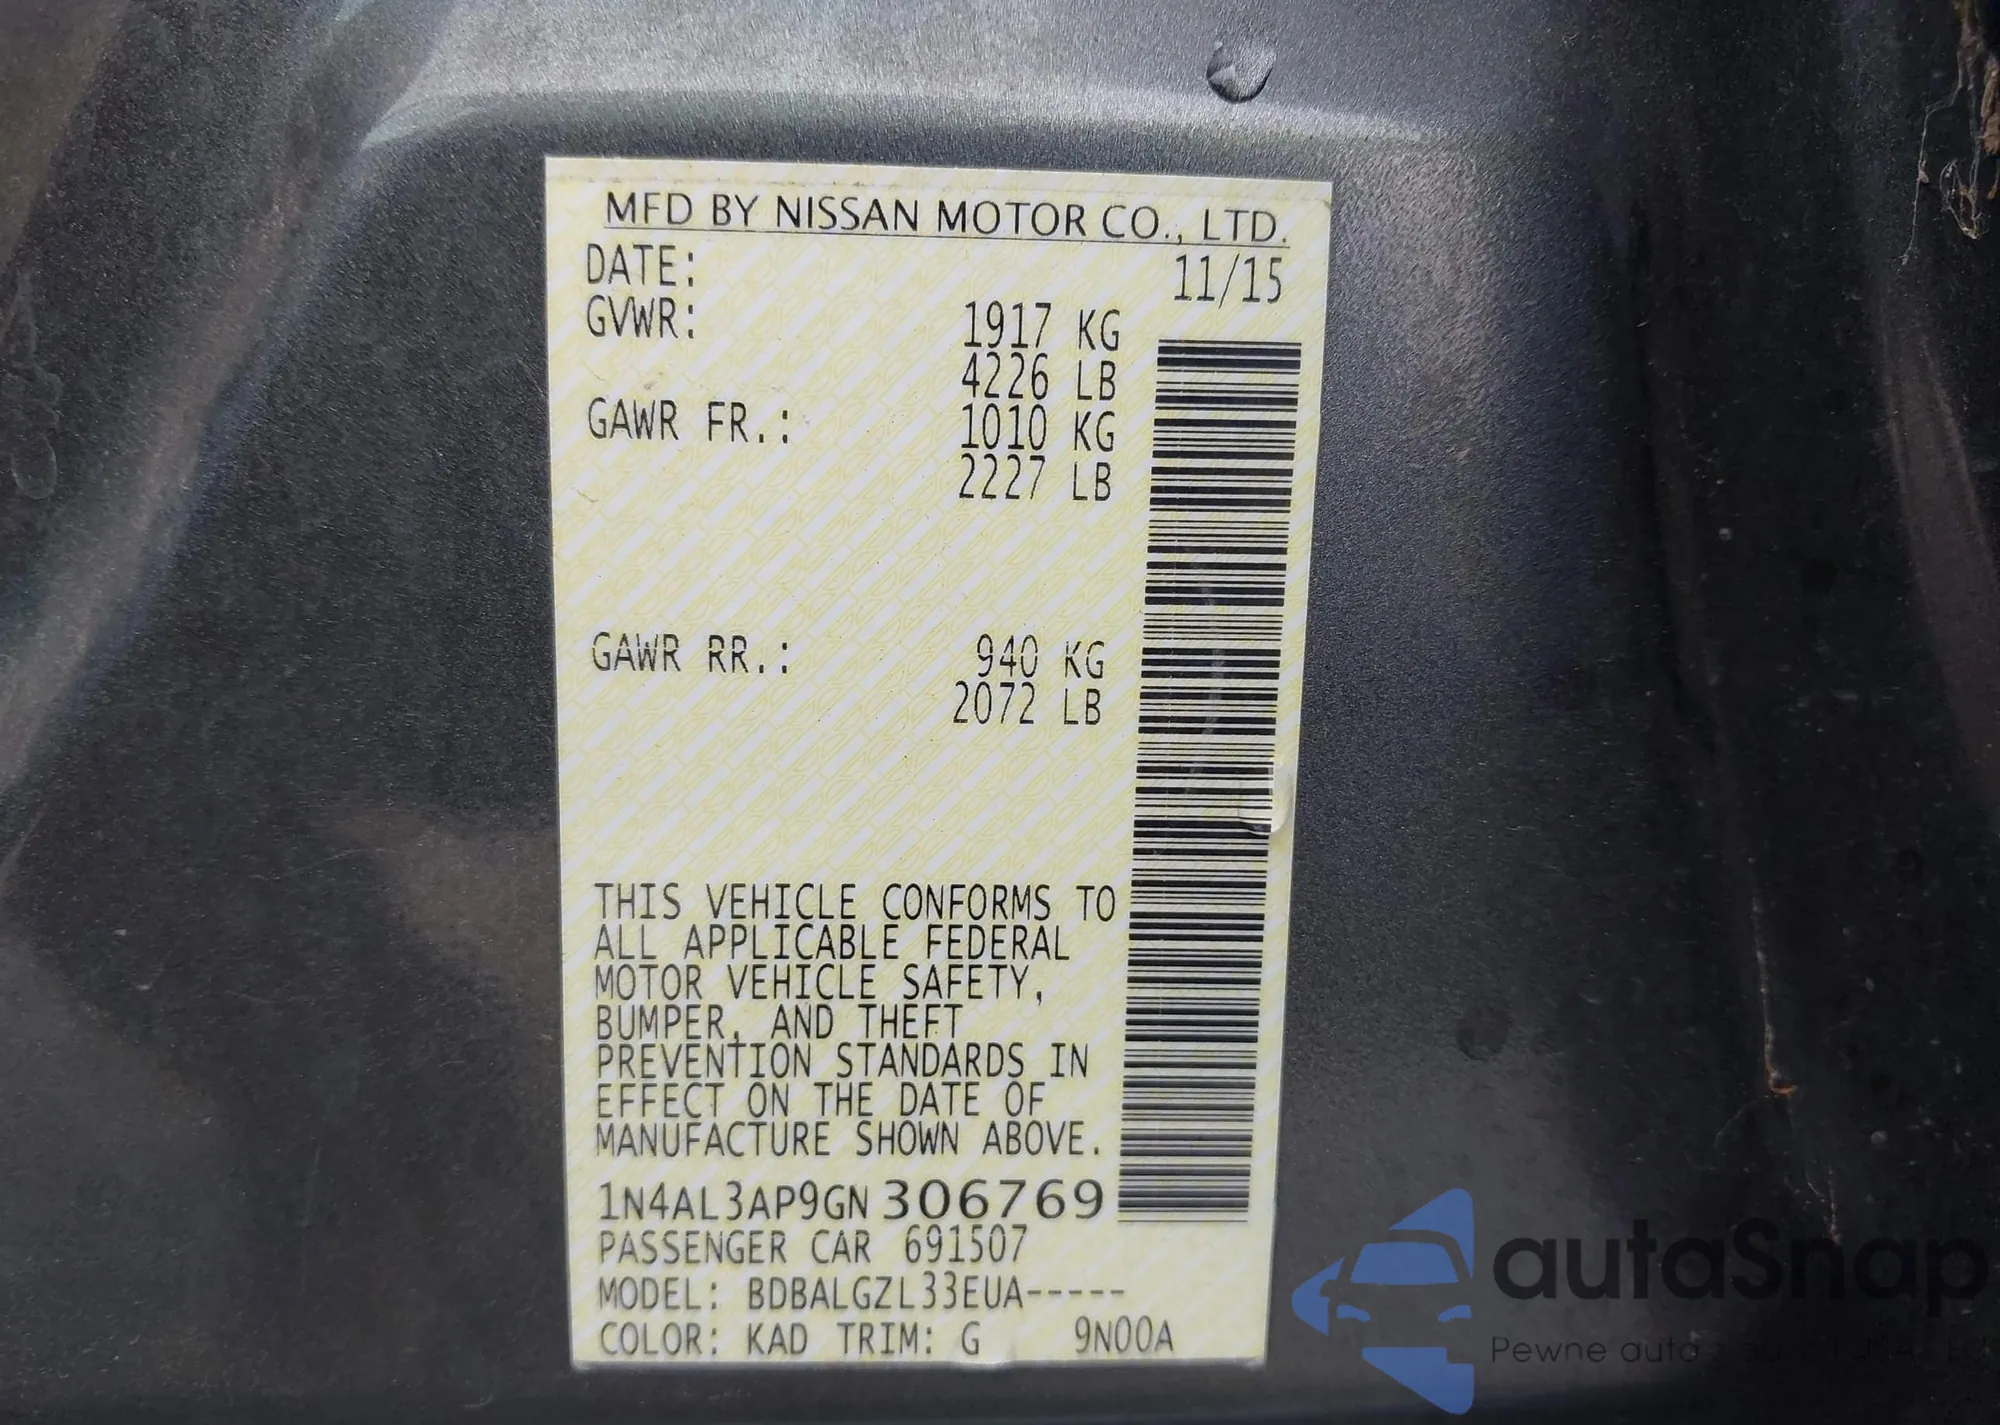 MFD BY NISSAN MOTOR CO., LTD.
DATE: 11/15
GVWR: 1917 KG
4226 LB
GAWR FR.: 1010 KG
2227 LB
GAWR RR.: 940 KG
2072 LB
THIS VEHICLE CONFORMS TO
ALL APPLICABLE FEDERAL
MOTOR VEHICLE SAFETY,
BUMPER, AND THEFT
PREVENTION STANDARDS IN
EFFECT ON THE DATE OF
MANUFACTURE SHOWN ABOVE.
1N4AL3AP9GN306769
PASSENGER CAR 691507
MODEL: BDBALGZL33EUA-----
COLOR: KAD TRIM: G 9N00A
autaSnap
Pewne auta z